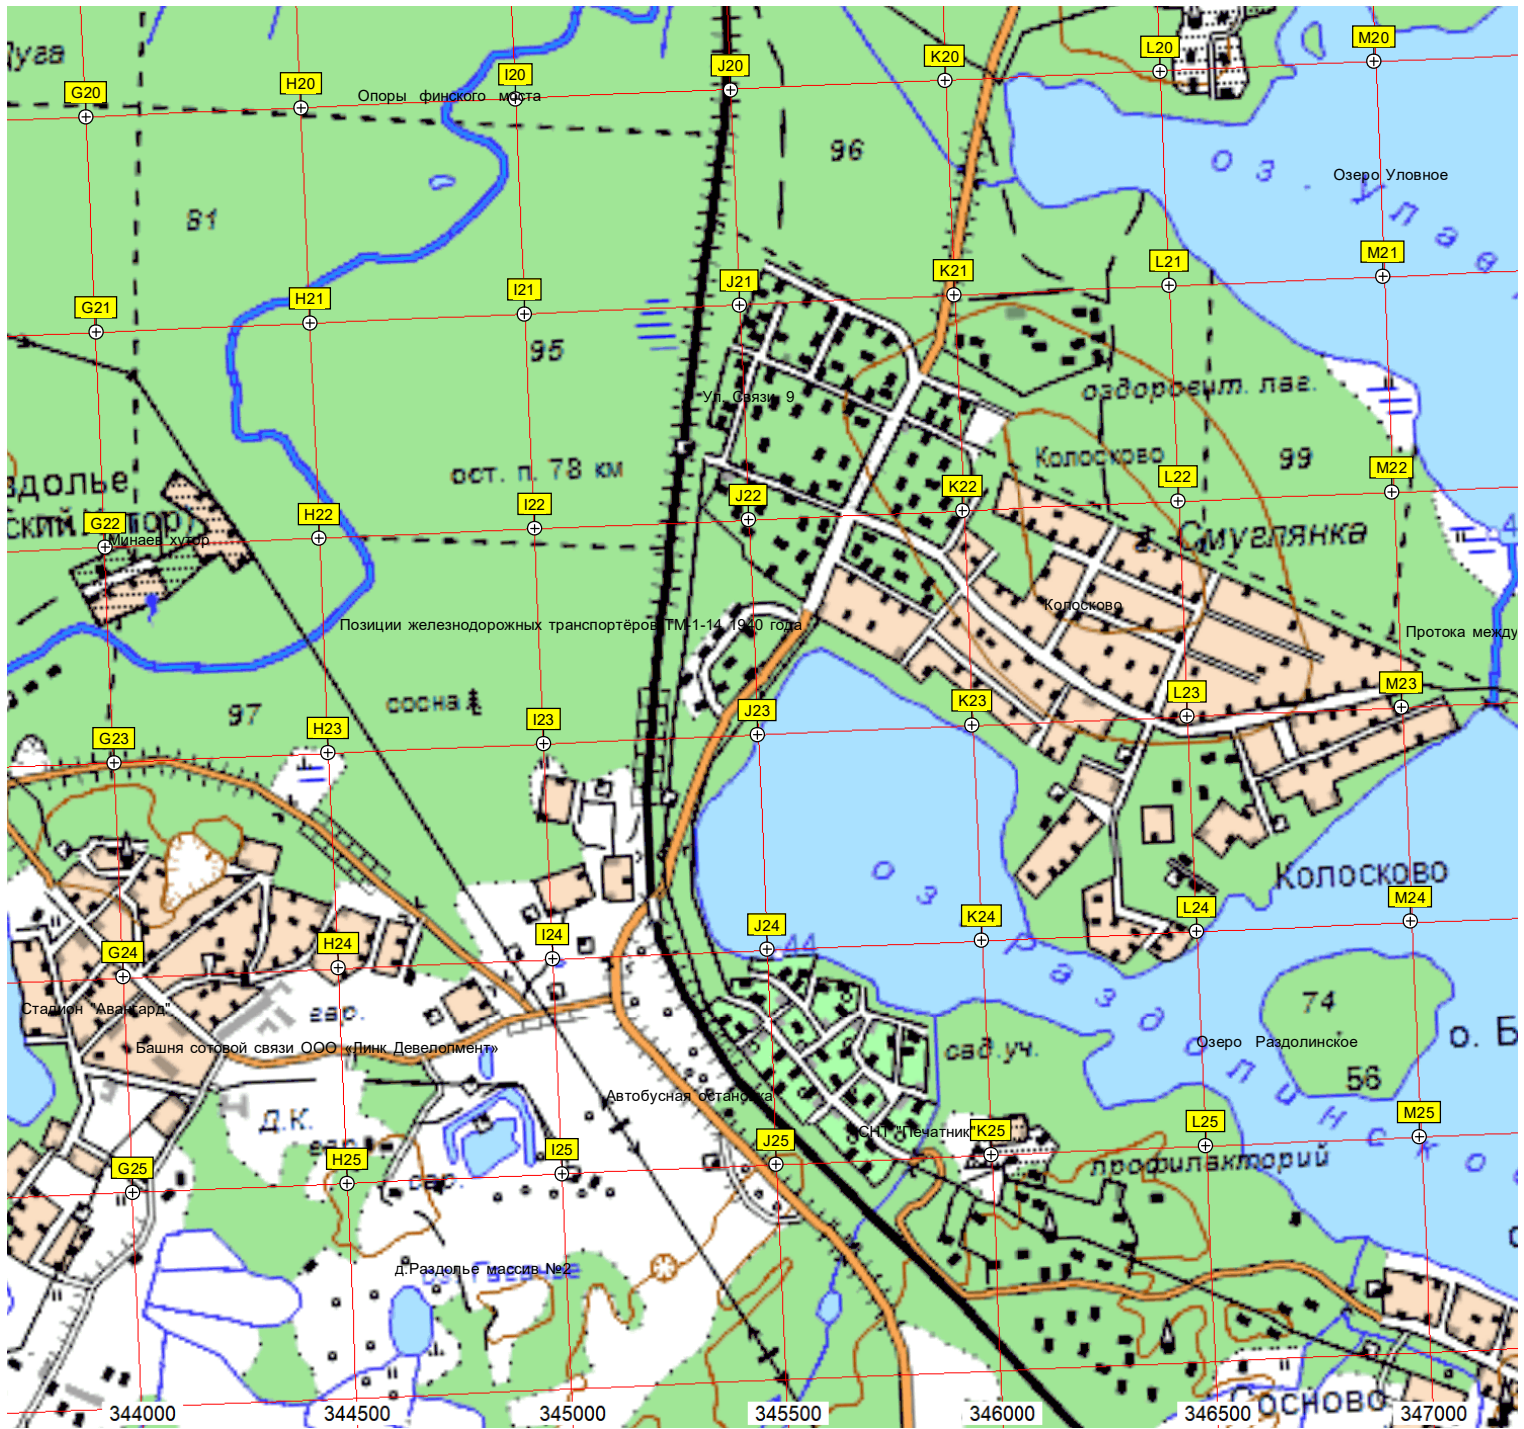 Дуга
G20
H20
I20
J20
K20
L20
M20
Опоры финского моста
96
оз. Улав
Озеро Уловное
81
G21
H21
I21
J21
K21
L21
M21
95
оздоровит. лаг.
Ул. Связи 9
ост. п. 78 км
Колосково
99
здолье
G22
H22
I22
J22
K22
L22
M22
Минаев хутор
г. Смуглянка
Колосково
Позиции железнодорожных транспортёров ТМ-1-14 1940 года
Протока между
97
сосна
G23
H23
I23
J23
K23
L23
M23
Колосково
оз. Раздолинско
44
G24
H24
I24
J24
K24
L24
M24
Стадион "Авангард"
гар.
74
Башня сотовой связи ООО «Линк Девелопмент»
сад.уч.
Озеро Раздолинское
о. Б
56
Автобусная остановка
Д.К.
СНТ "Печатник"
G25
H25
I25
J25
K25
L25
M25
профилакторий
д.Раздолье массив №2
Сосново
344000
344500
345000
345500
346000
346500
347000